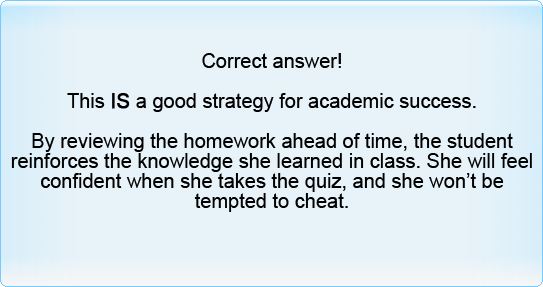 Correct answer!
This IS a good strategy for academic success.
By reviewing the homework ahead of time, the student
reinforces the knowledge she learned in class. She will feel
confident when she takes the quiz, and she won’t be
tempted to cheat.